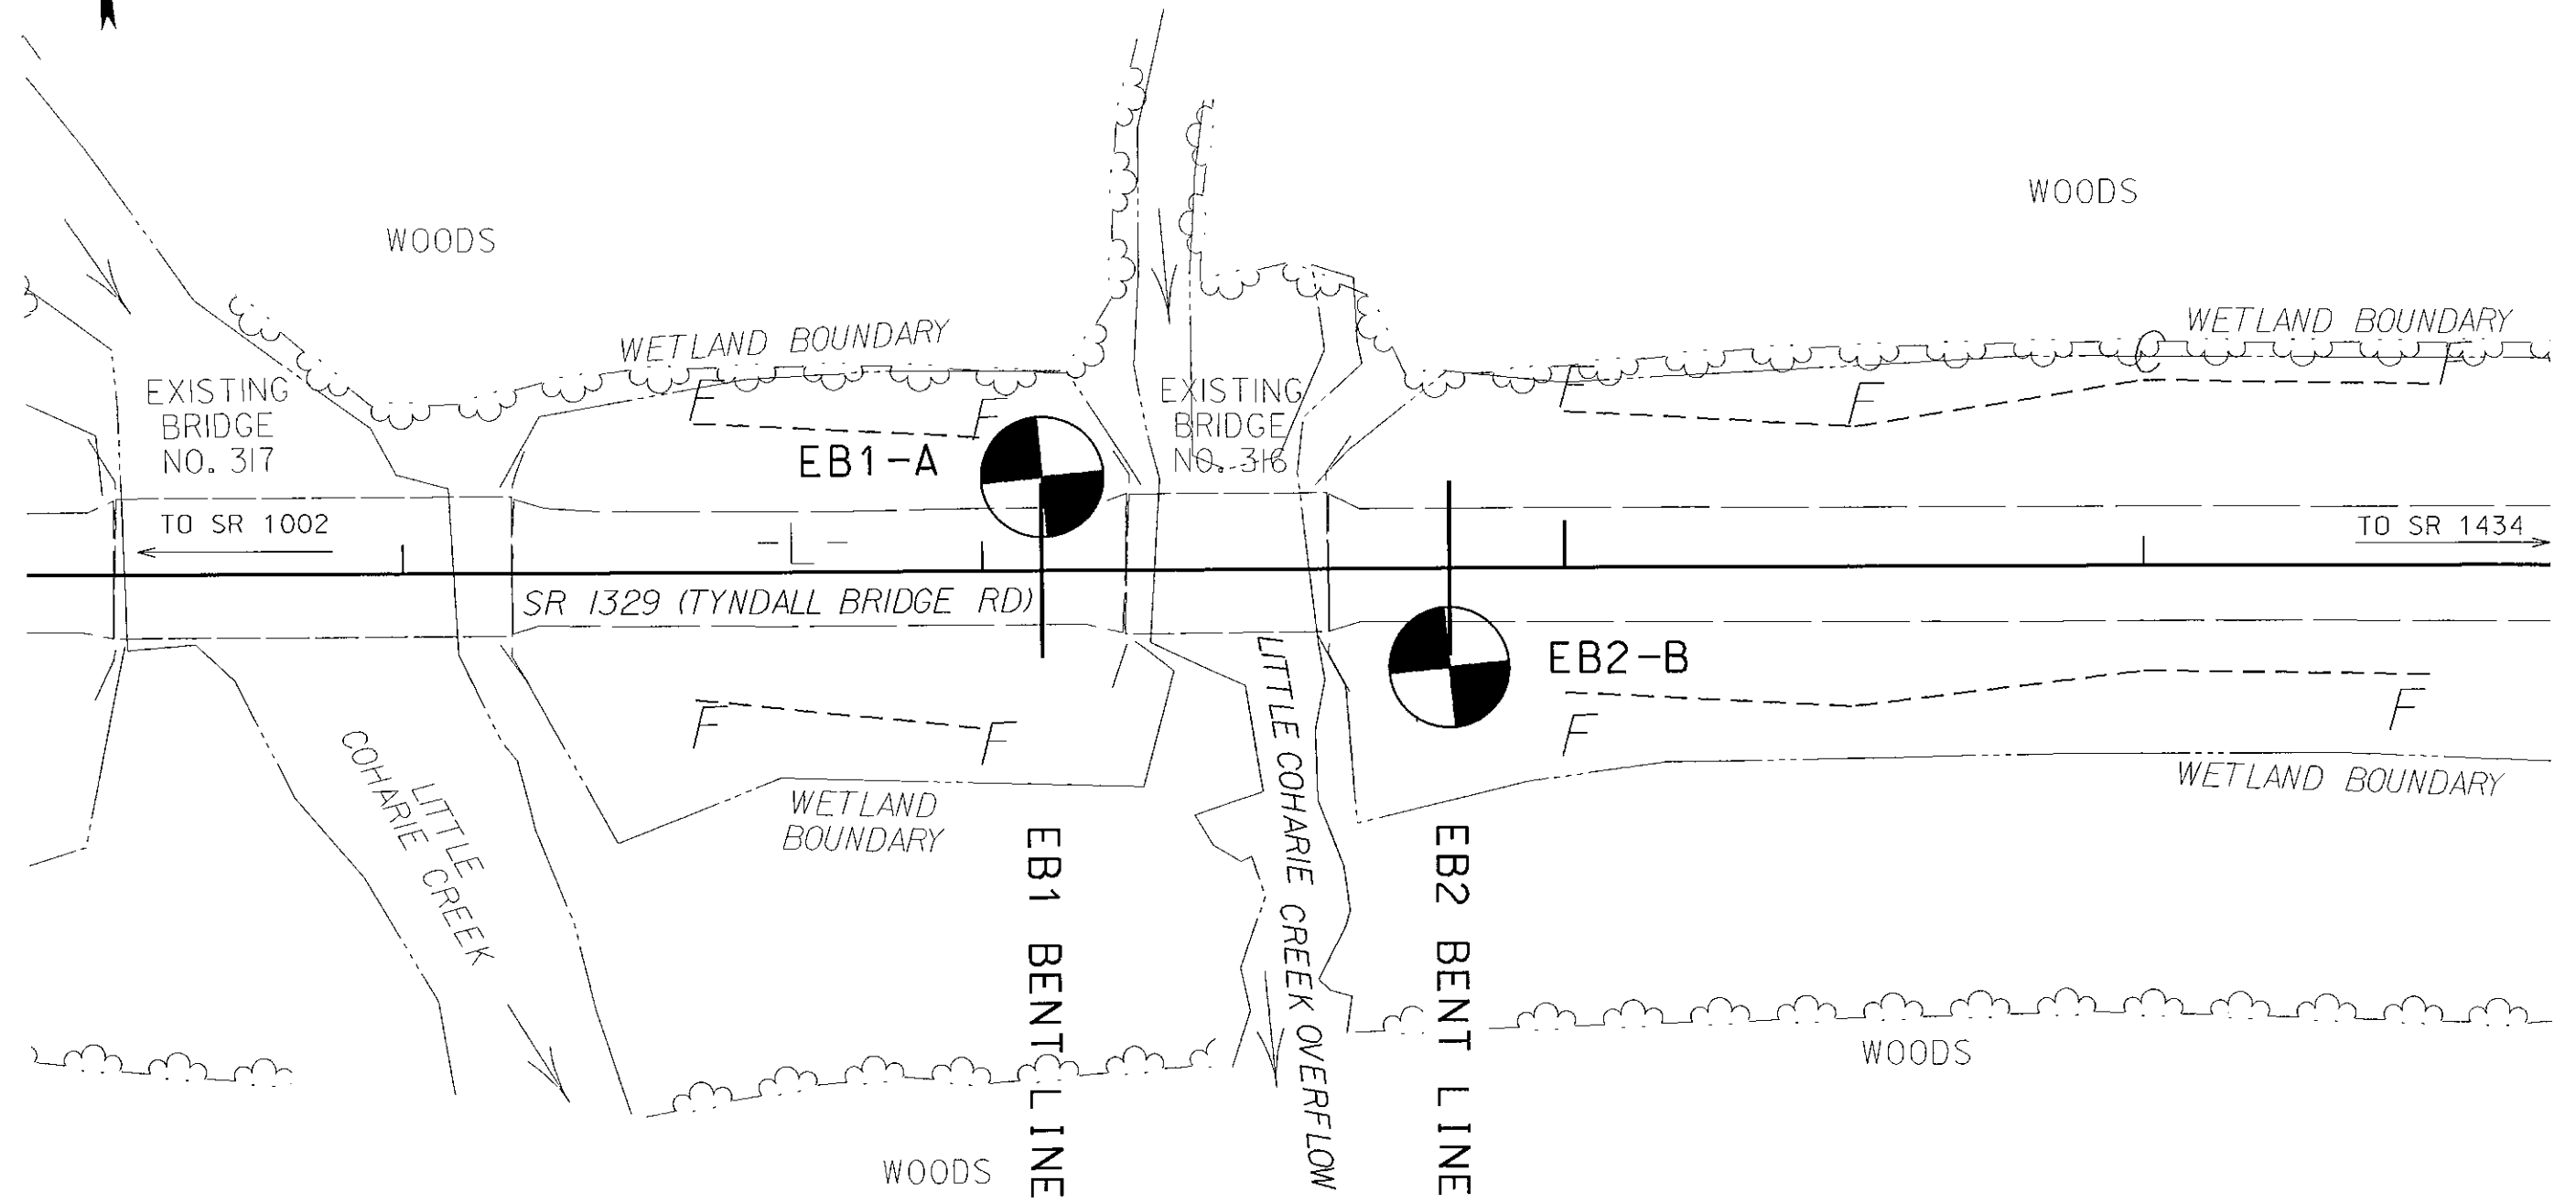 WOODS
WOODS
WETLAND BOUNDARY
WETLAND BOUNDARY
EXISTING
BRIDGE
NO. 317
EXISTING
BRIDGE
NO. 316
F
F
F
F
F
EB1-A
TO SR 1002
-L-
TO SR 1434
SR 1329 (TYNDALL BRIDGE RD)
EB2-B
F
F
F
F
LITTLE
COHARIE CREEK
LITTLE COHARIE CREEK OVERFLOW
WETLAND
BOUNDARY
WETLAND BOUNDARY
EB1 BENT LINE
EB2 BENT LINE
WOODS
WOODS